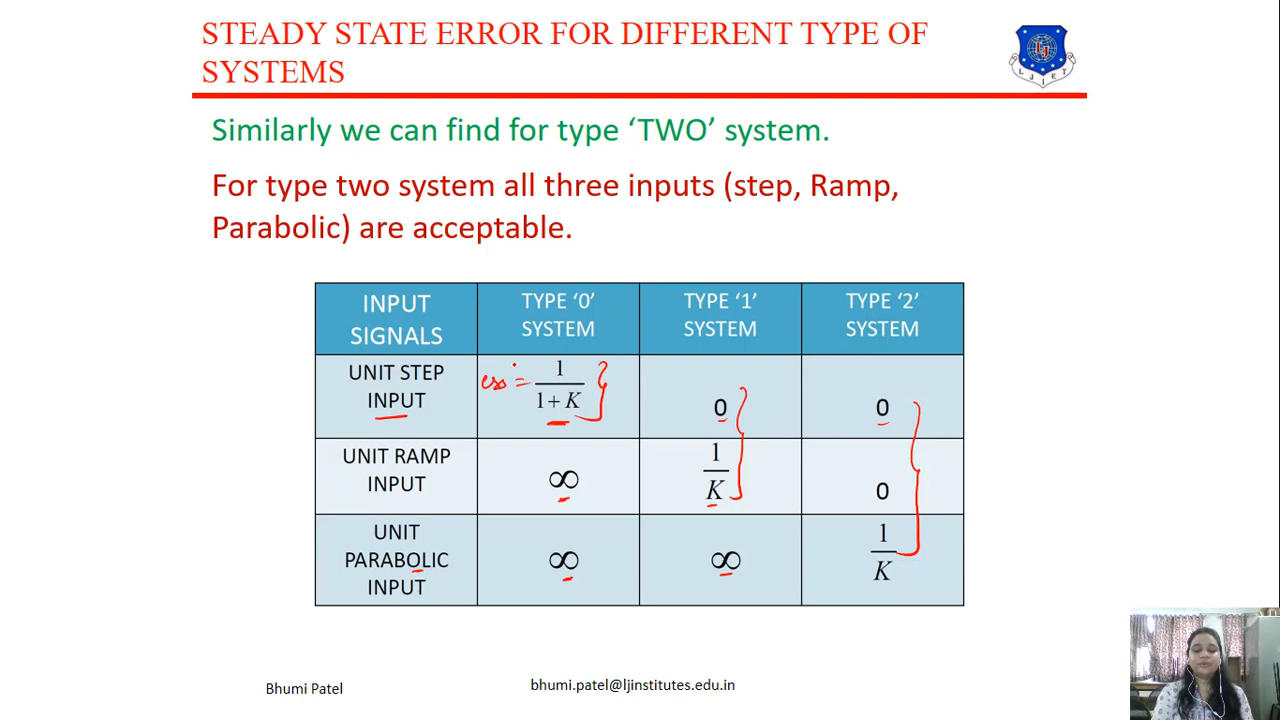 STEADY STATE ERROR FOR DIFFERENT TYPE OF
SYSTEMS
LJIET
Similarly we can find for type ‘TWO’ system.
For type two system all three inputs (step, Ramp,
Parabolic) are acceptable.
INPUT
SIGNALS
TYPE ‘0’
SYSTEM
TYPE ‘1’
SYSTEM
TYPE ‘2’
SYSTEM
UNIT STEP
INPUT
ess =
1
1 + K
0
0
UNIT RAMP
INPUT
∞
1
K
0
UNIT
PARABOLIC
INPUT
∞
∞
1
K
Bhumi Patel
bhumi.patel@ljinstitutes.edu.in